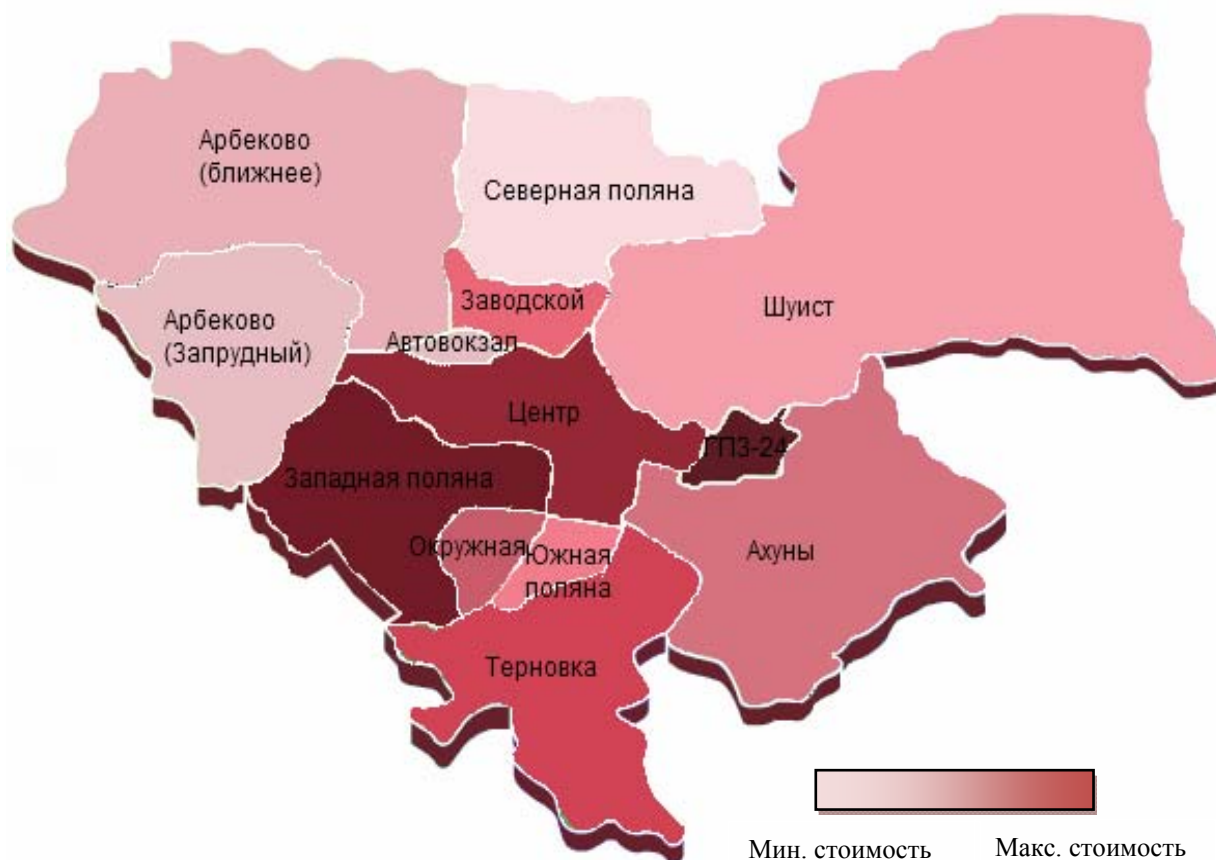 Арбеково
(ближнее)
Северная поляна
Заводской
Шуист
Арбеково
(Запрудный)
Автовокзал
Центр
ГПЗ-24
Западная поляна
Окружная
Южная
поляна
Ахуны
Терновка
Мин. стоимость
Макс. стоимость